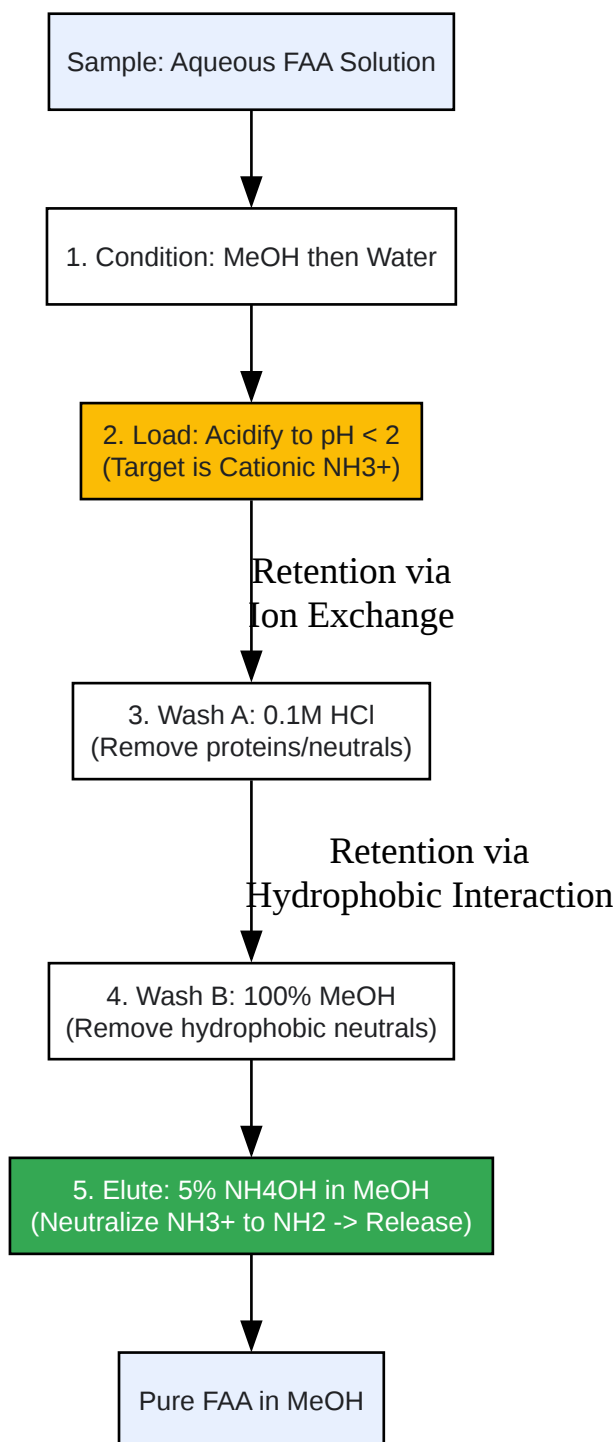 Sample: Aqueous FAA Solution
1. Condition: MeOH then Water
2. Load: Acidify to pH < 2
(Target is Cationic NH3+)
Retention via
Ion Exchange
3. Wash A: 0.1M HCl
(Remove proteins/neutrals)
Retention via
Hydrophobic Interaction
4. Wash B: 100% MeOH
(Remove hydrophobic neutrals)
5. Elute: 5% NH4OH in MeOH
(Neutralize NH3+ to NH2 -> Release)
Pure FAA in MeOH